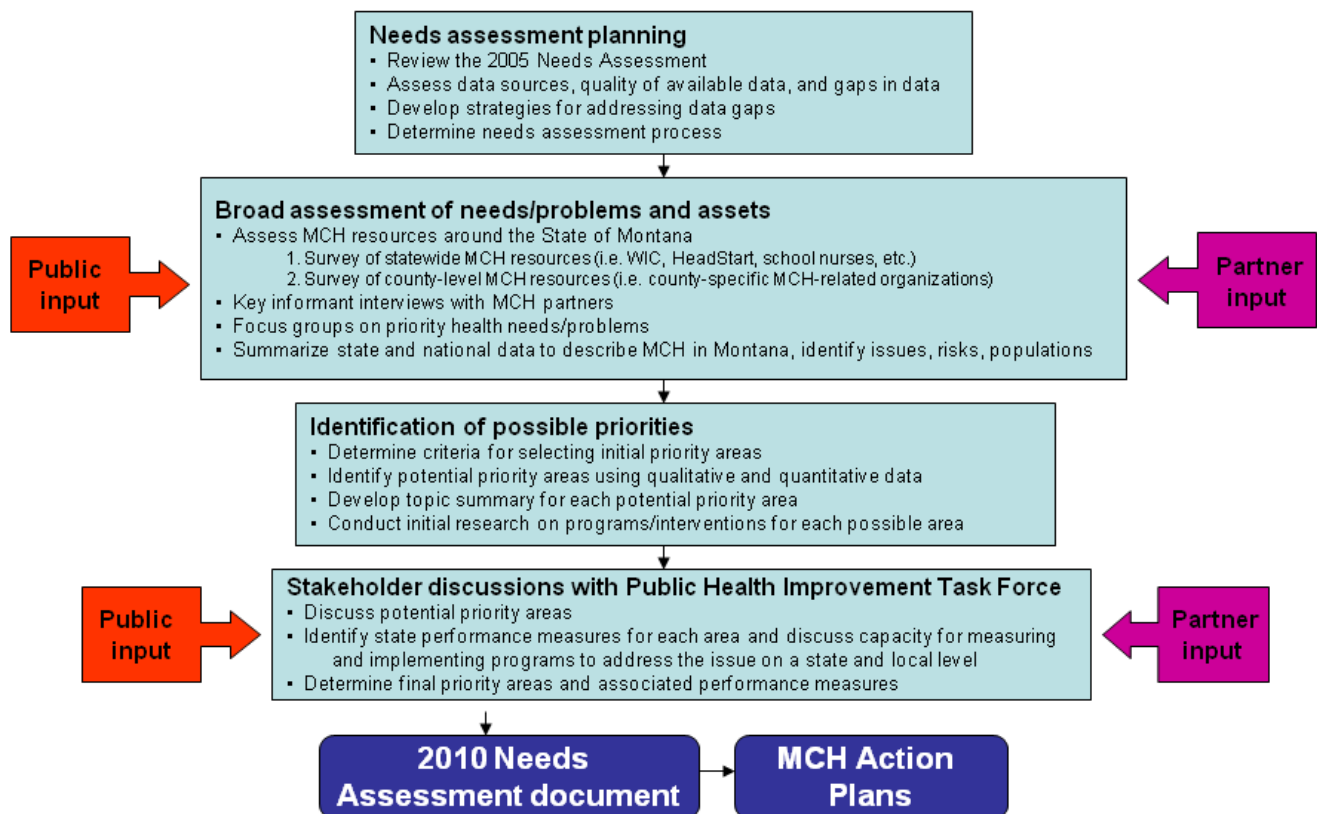 Needs assessment planning
▪ Review the 2005 Needs Assessment
▪ Assess data sources, quality of available data, and gaps in data
▪ Develop strategies for addressing data gaps
▪ Determine needs assessment process
Broad assessment of needs/problems and assets
▪ Assess MCH resources around the State of Montana
1. Survey of statewide MCH resources (i.e. WIC, HeadStart, school nurses, etc.)
2. Survey of county-level MCH resources (i.e. county-specific MCH-related organizations)
▪ Key informant interviews with MCH partners
▪ Focus groups on priority health needs/problems
▪ Summarize state and national data to describe MCH in Montana, identify issues, risks, populations
Public
input
Partner
input
Identification of possible priorities
▪ Determine criteria for selecting initial priority areas
▪ Identify potential priority areas using qualitative and quantitative data
▪ Develop topic summary for each potential priority area
▪ Conduct initial research on programs/interventions for each possible area
Stakeholder discussions with Public Health Improvement Task Force
▪ Discuss potential priority areas
▪ Identify state performance measures for each area and discuss capacity for measuring
and implementing programs to address the issue on a state and local level
▪ Determine final priority areas and associated performance measures
Public
input
Partner
input
2010 Needs
Assessment document
MCH Action
Plans